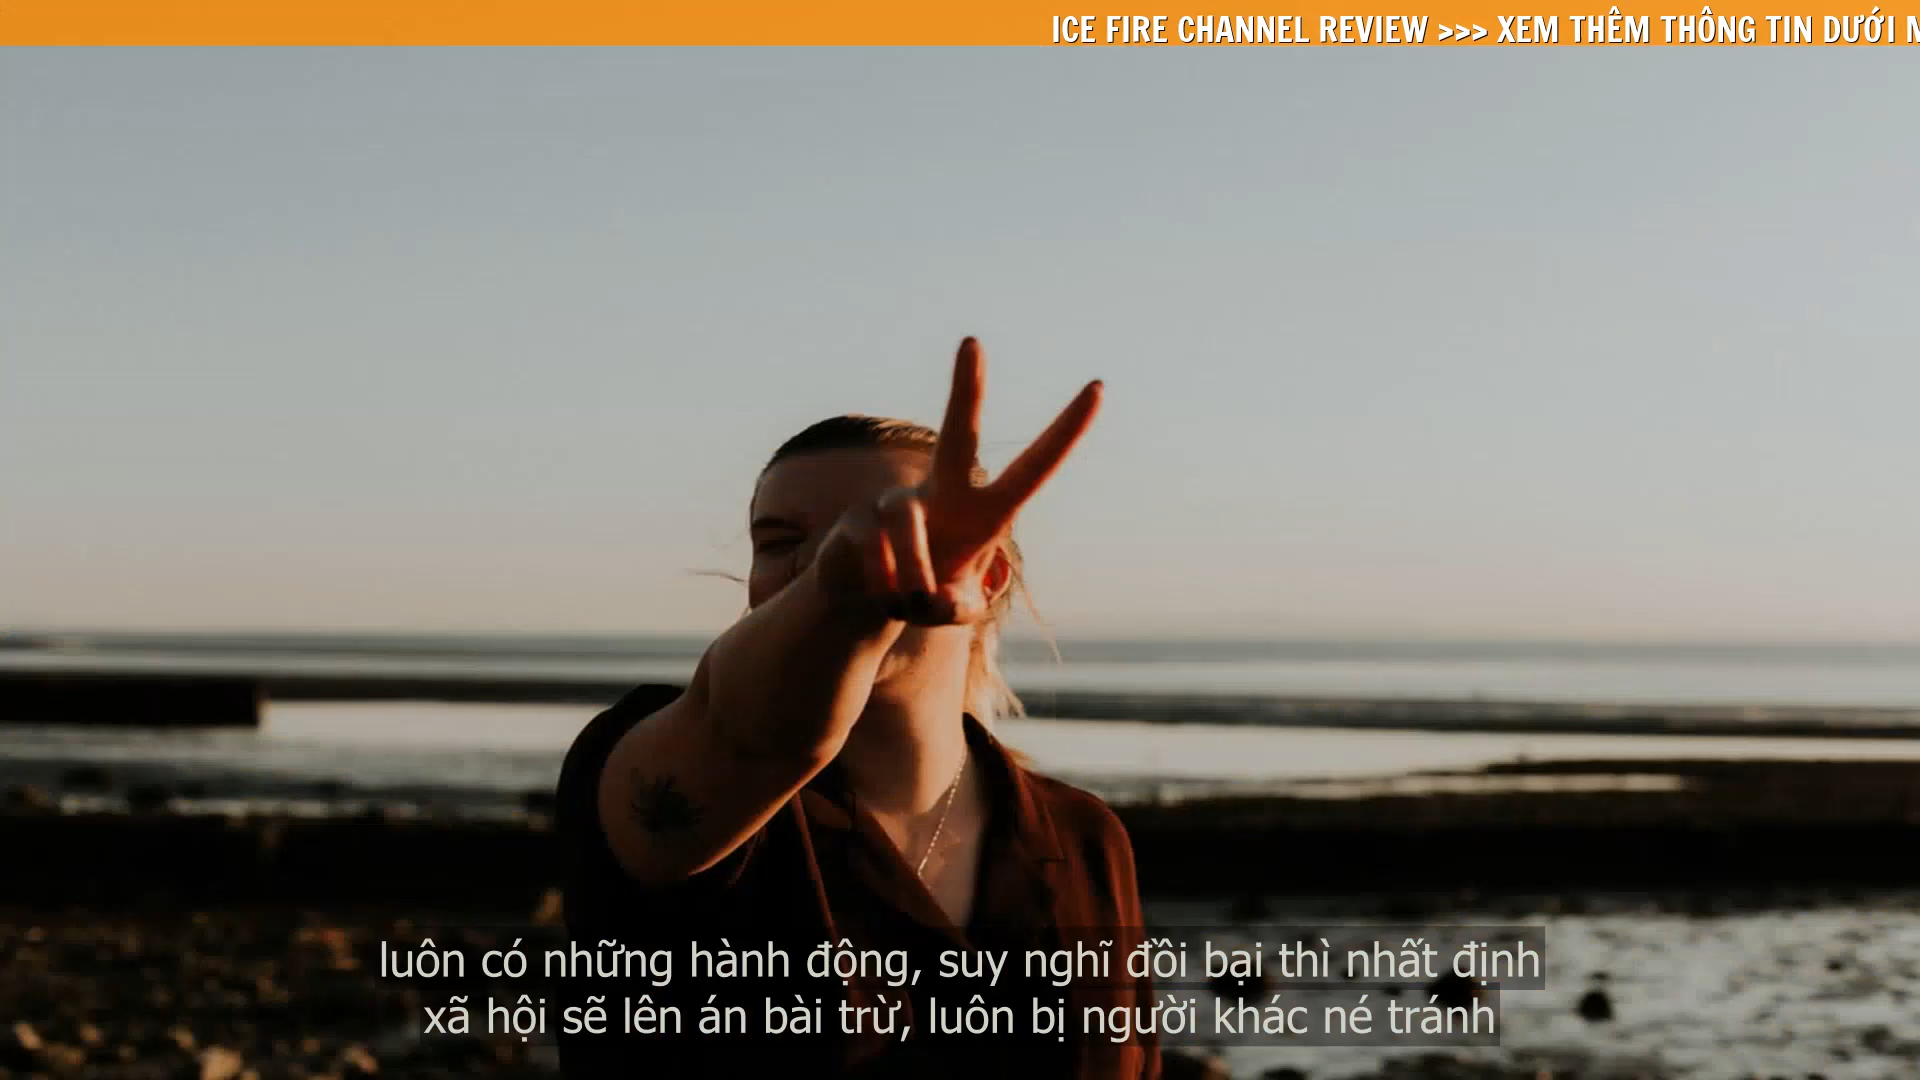 ICE FIRE CHANNEL REVIEW >>> XEM THÊM THÔNG TIN DƯỚI
luôn có những hành động, suy nghĩ đồi bại thì nhất định
xã hội sẽ lên án bài trừ, luôn bị người khác né tránh